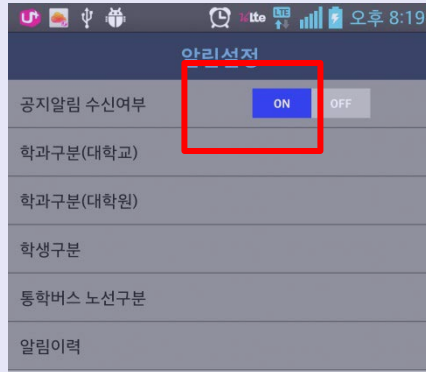 LTE 오후 8:19
알림설정
공지알림 수신여부 ON OFF
학과구분(대학교)
학과구분(대학원)
학생구분
통학버스 노선구분
알림이력